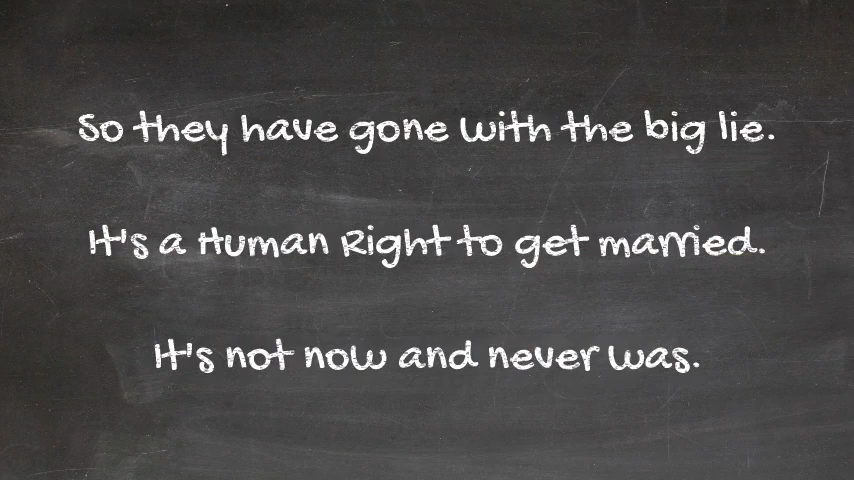 So they have gone with the big lie.
It's a Human Right to get married.
It's not now and never was.